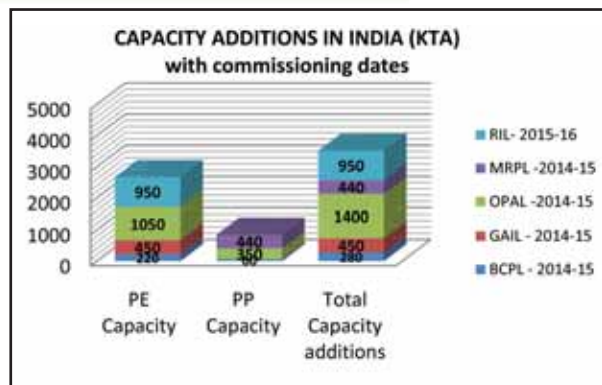 CAPACITY ADDITIONS IN INDIA (KTA)
with commissioning dates
5000
4000
3000
2000
1000
0
950
1050
450
220
440
350
60
950
440
1400
450
280
PE
Capacity
PP
Capacity
Total
Capacity
additions
RIL- 2015-16
MRPL -2014-15
OPAL -2014-15
GAIL - 2014-15
BCPL - 2014-15